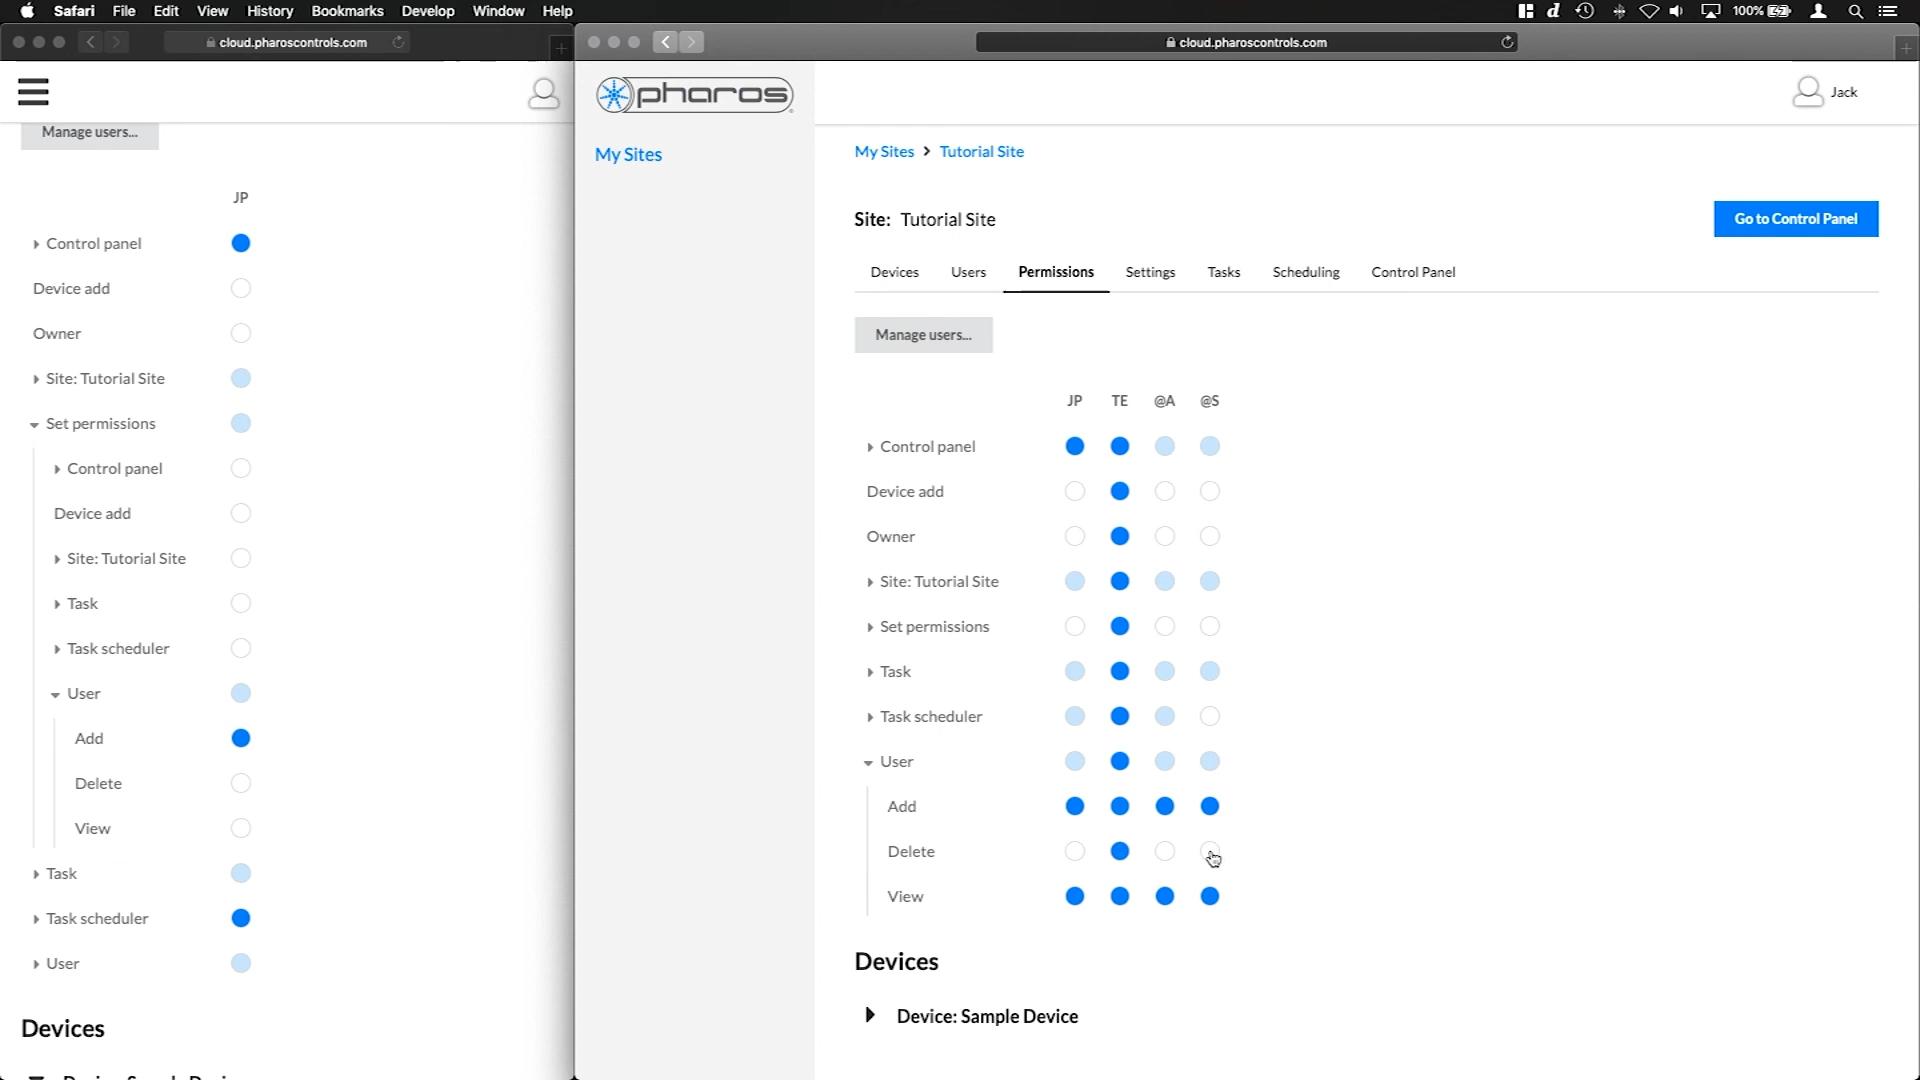 Safari File Edit View History Bookmarks Develop Window Help
100%
cloud.pharoscontrols.com
Manage users...
JP
Control panel
Device add
Owner
Site: Tutorial Site
Set permissions
Control panel
Device add
Site: Tutorial Site
Task
Task scheduler
User
Add
Delete
View
Task
Task scheduler
User
Devices
cloud.pharoscontrols.com
pharos
Jack
My Sites
My Sites > Tutorial Site
Site: Tutorial Site
Go to Control Panel
Devices Users Permissions Settings Tasks Scheduling Control Panel
Manage users...
JP TE @A @S
Control panel
Device add
Owner
Site: Tutorial Site
Set permissions
Task
Task scheduler
User
Add
Delete
View
Devices
Device: Sample Device